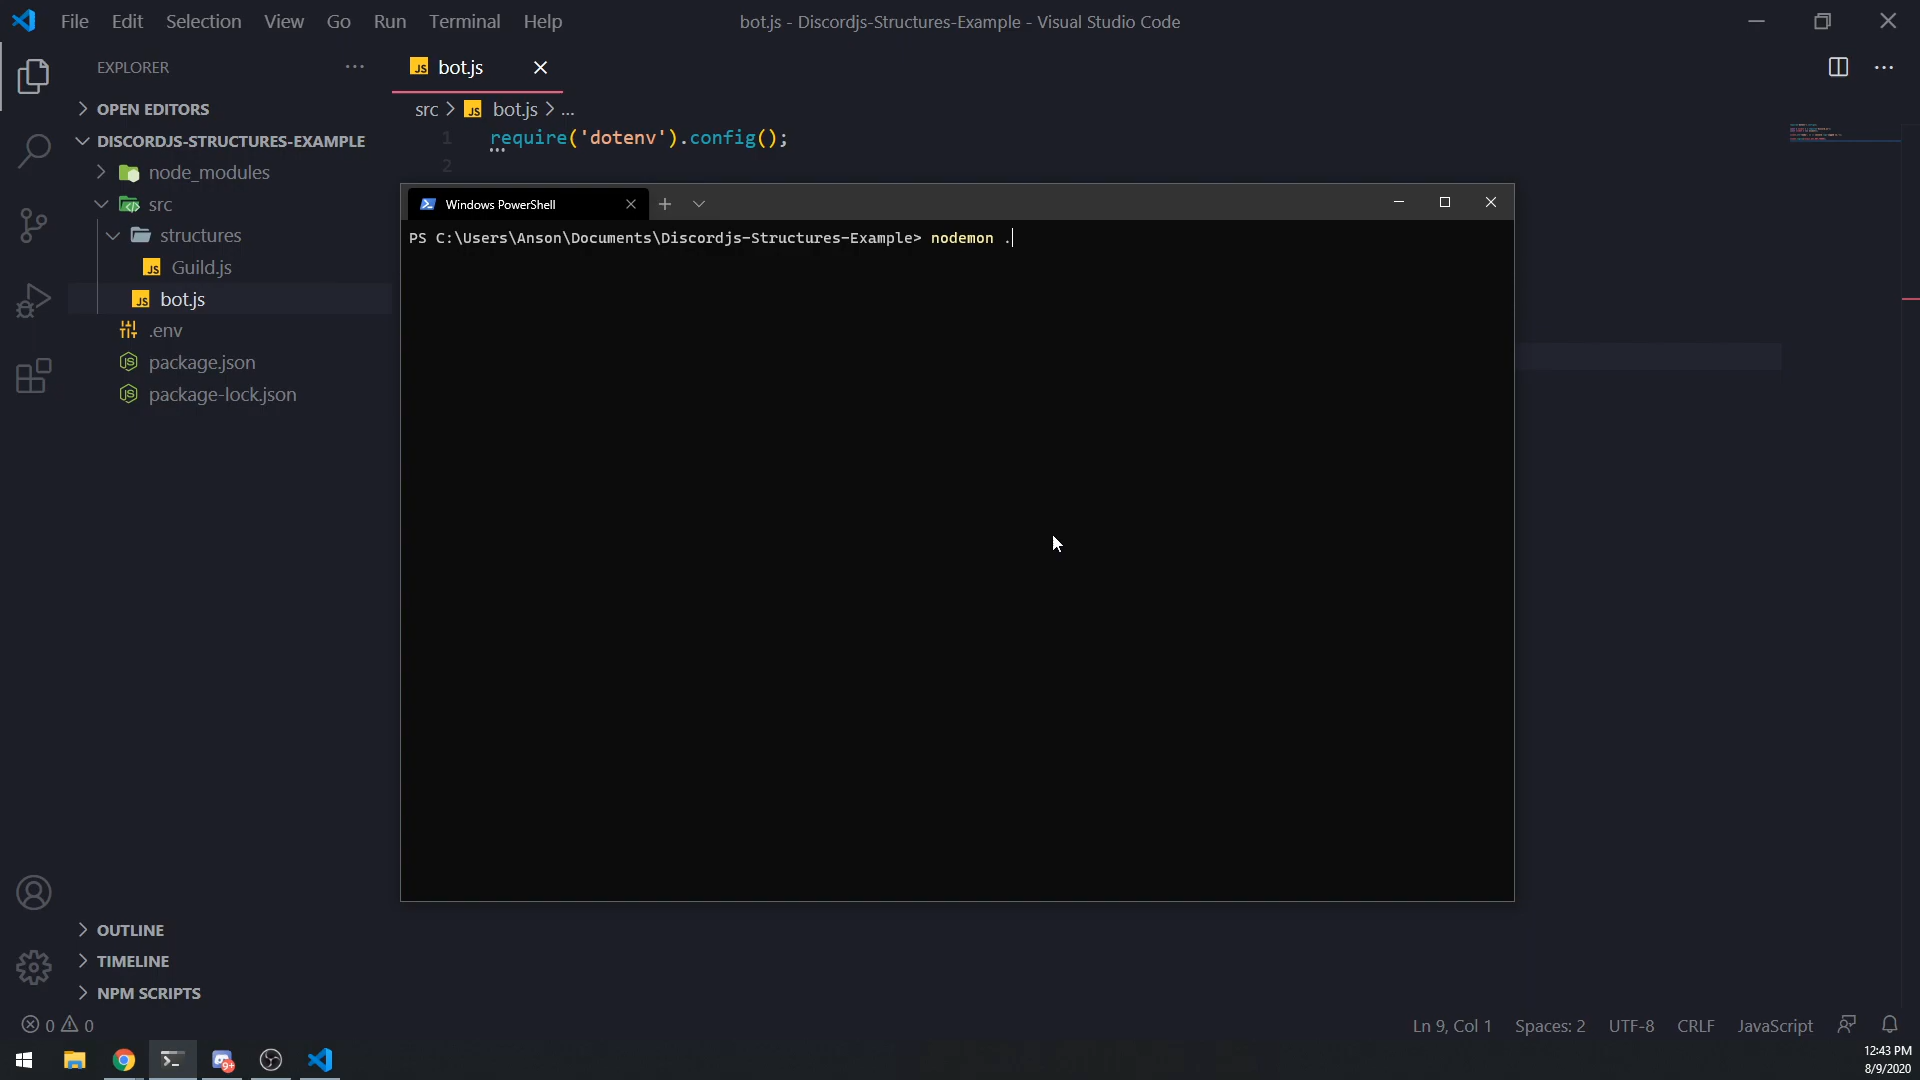 File Edit Selection View Go Run Terminal Help
bot.js - Discordjs-Structures-Example - Visual Studio Code
EXPLORER
OPEN EDITORS
DISCORDJS-STRUCTURES-EXAMPLE
node_modules
src
structures
Guild.js
bot.js
.env
package.json
package-lock.json
OUTLINE
TIMELINE
NPM SCRIPTS
JS bot.js
src > JS bot.js > ...
1 require('dotenv').config();
2
Windows PowerShell
PS C:\Users\Anson\Documents\Discordjs-Structures-Example> nodemon .
0 0
Ln 9, Col 1 Spaces: 2 UTF-8 CRLF JavaScript
9+
12:43 PM
8/9/2020